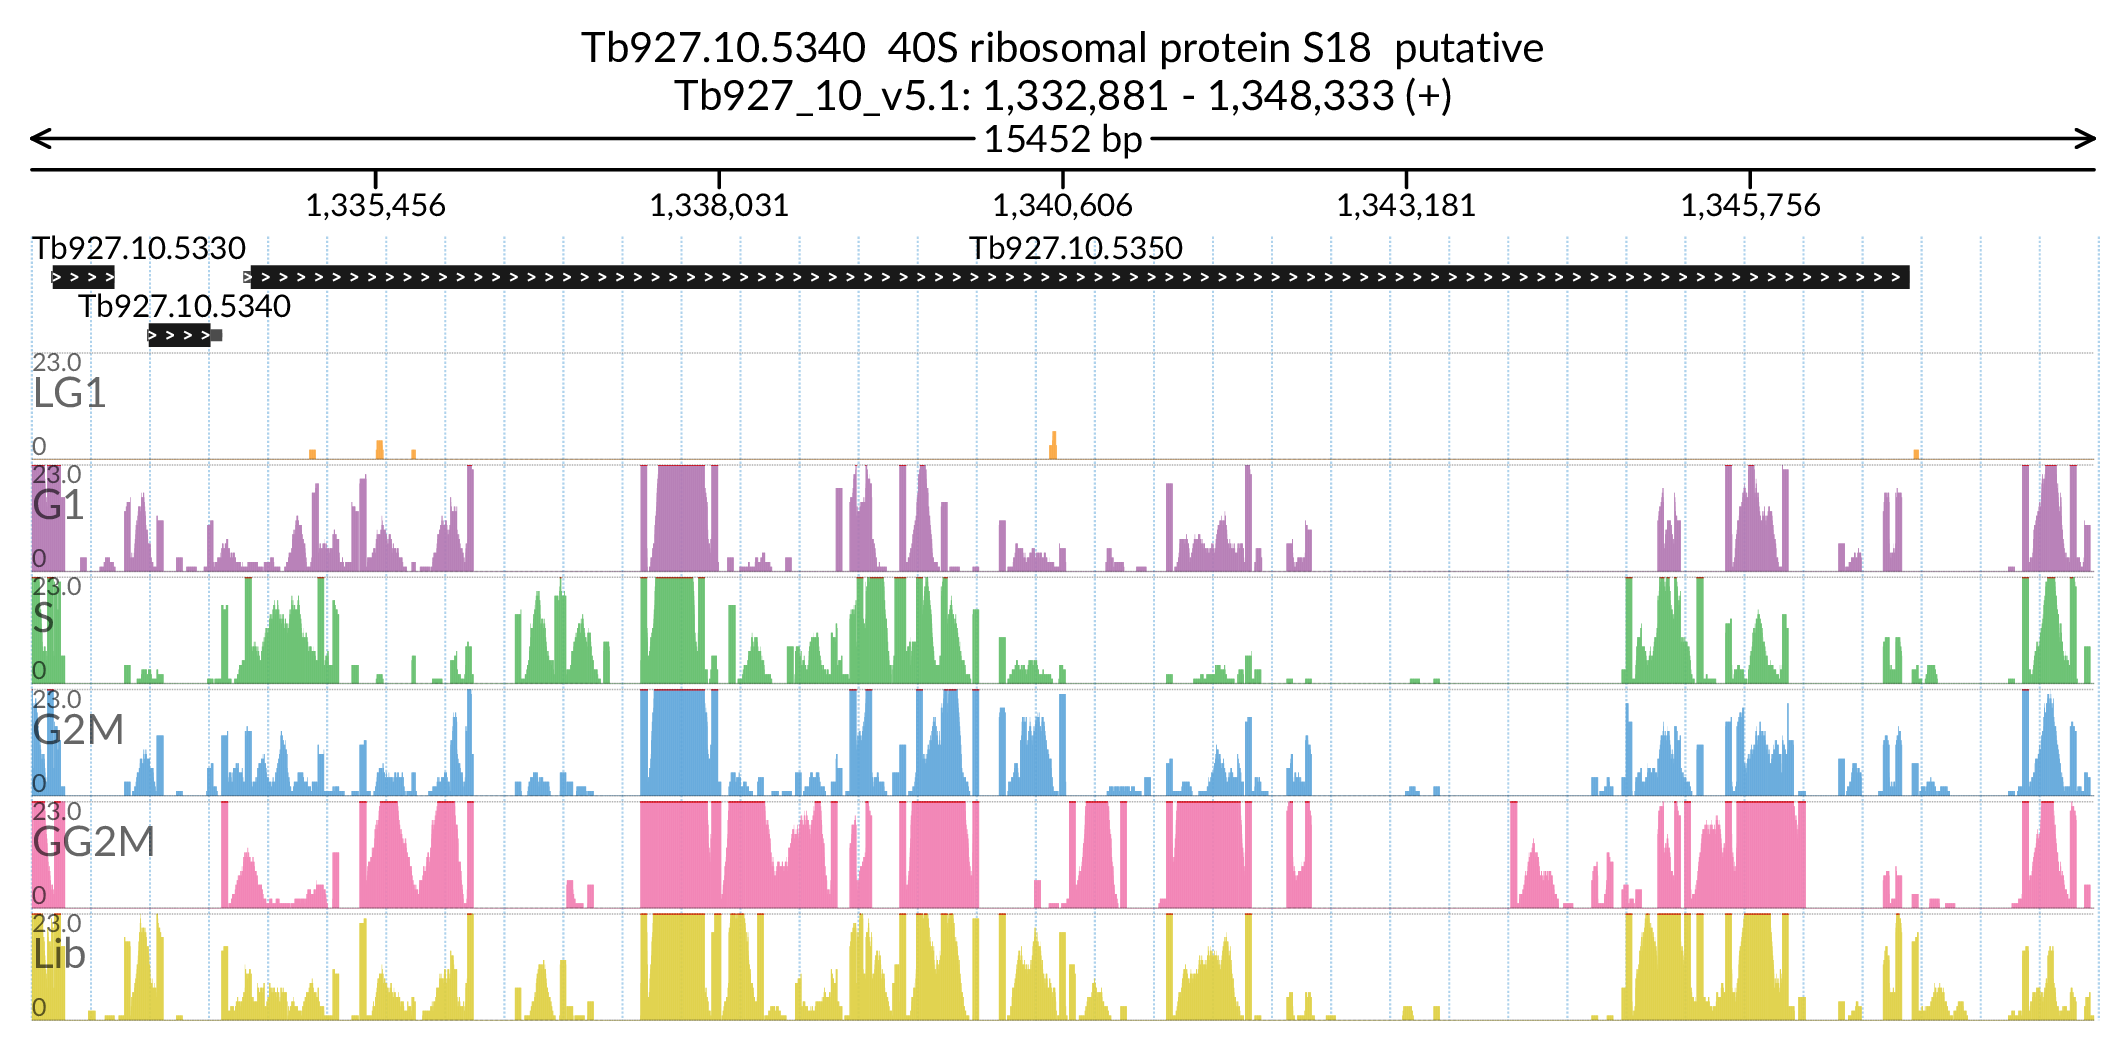 Tb927.10.5340  40S ribosomal protein S18  putative
Tb927_10_v5.1: 1,332,881 - 1,348,333 (+)
15452 bp
1,335,456 1,338,031 1,340,606 1,343,181 1,345,756
Tb927.10.5330 Tb927.10.5350
Tb927.10.5340
23.0
LG1
0
23.0
G1
0
23.0
S
0
23.0
G2M
0
23.0
GG2M
0
23.0
Lib
0